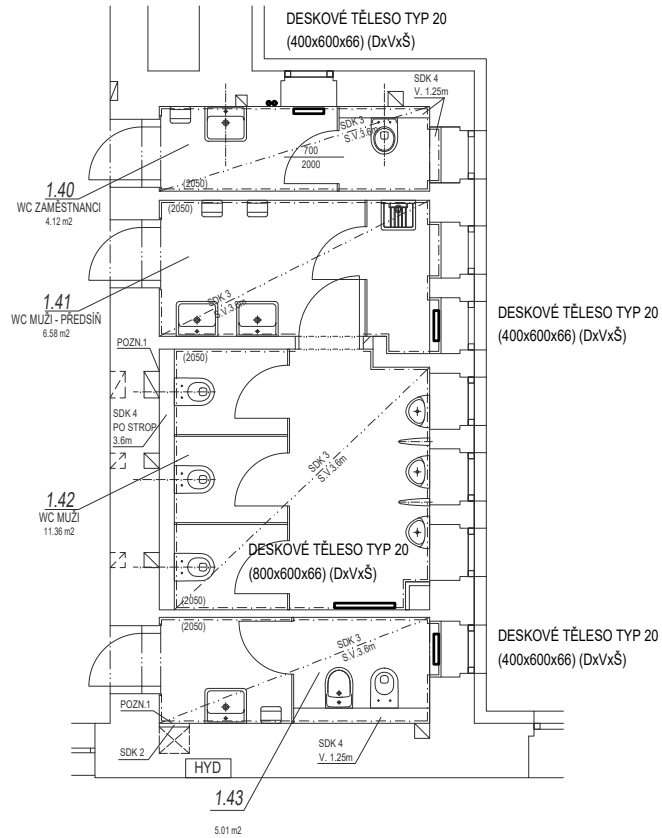 DESKOVÉ TĚLESO TYP 20
(400x600x66) (DxVxŠ)
SDK 4
V. 1.25m
SDK 3
S.V.3.6m
700
2000
(2050)
1.40
WC ZAMĚSTNANCI
4.12 m2
(2050)
SDK 3
S.V.3.6m
1.41
WC MUŽI - PŘEDSÍŇ
6.58 m2
DESKOVÉ TĚLESO TYP 20
(400x600x66) (DxVxŠ)
POZN.1
(2050)
SDK 4
PO STROP
3.6m
SDK 3
S.V.3.6m
1.42
WC MUŽI
11.36 m2
DESKOVÉ TĚLESO TYP 20
(800x600x66) (DxVxŠ)
(2050)
(2050)
SDK 3
S.V.3.6m
DESKOVÉ TĚLESO TYP 20
(400x600x66) (DxVxŠ)
POZN.1
SDK 2
HYD
SDK 4
V. 1.25m
1.43
5.01 m2